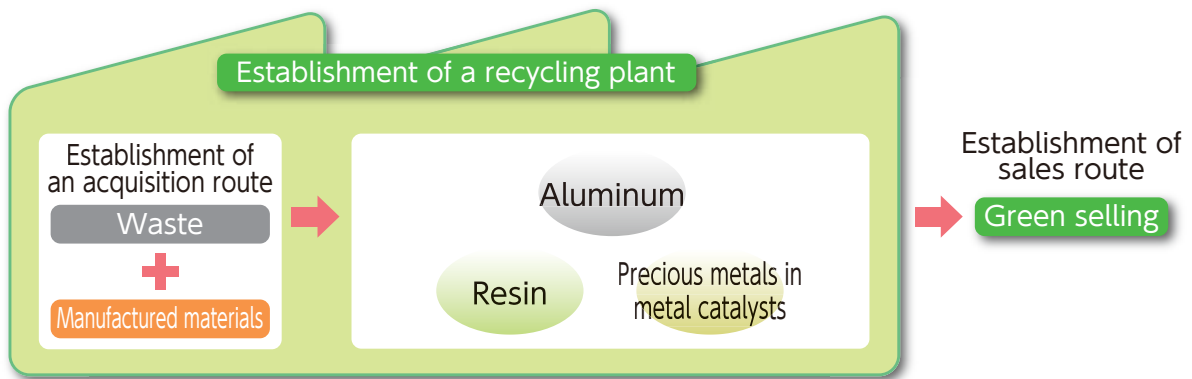 Establishment of a recycling plant
Establishment of
an acquisition route
Waste
Manufactured materials
Aluminum
Resin
Precious metals in
metal catalysts
Establishment of
sales route
Green selling